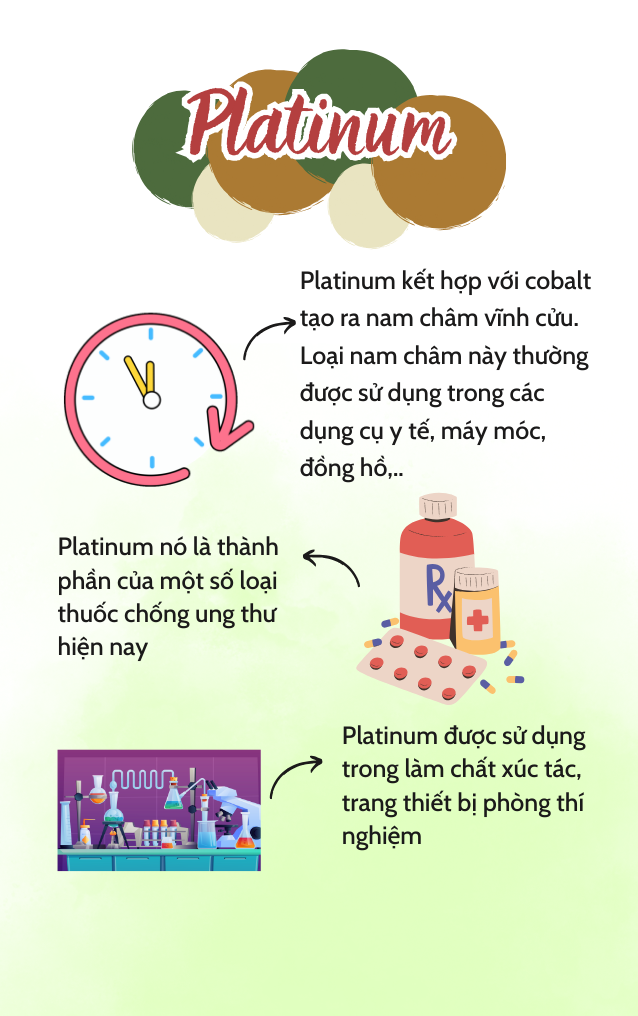 Platinum
Platinum kết hợp với cobalt
tạo ra nam châm vĩnh cửu.
Loại nam châm này thường
được sử dụng trong các
dụng cụ y tế, máy móc,
đồng hồ,..
Platinum nó là thành
phần của một số loại
thuốc chống ung thư
hiện nay
Rx
Platinum được sử dụng
trong làm chất xúc tác,
trang thiết bị phòng thí
nghiệm